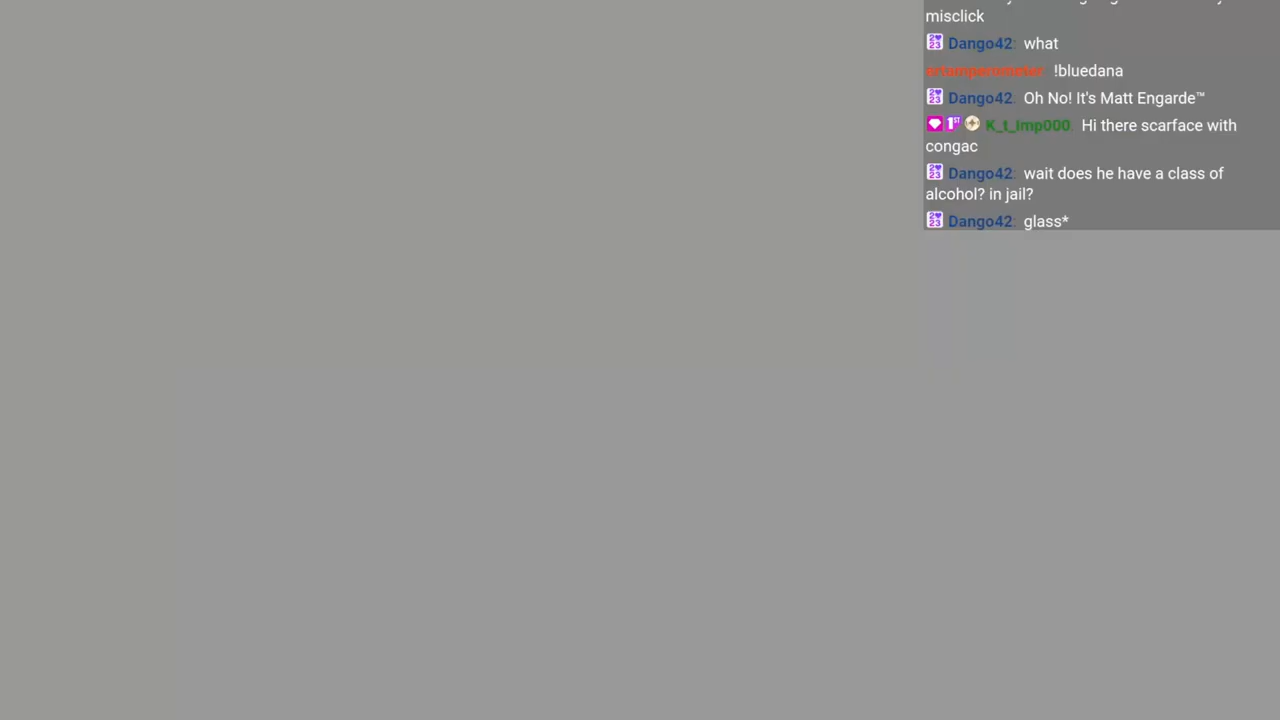 misclick
Dango42: what
!bluedana
Dango42: Oh No! It's Matt Engarde™
K_t_imp000: Hi there scarface with
congac
Dango42: wait does he have a class of
alcohol? in jail?
Dango42: glass*